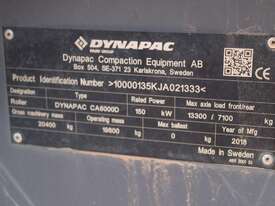 DYNAPAC
Dynapac Compaction Equipment AB
Box 504, SE-371 23 Karlskrona, Sweden
Product Identification Number >10000135KJA021333<
Designation Rated Power Max axle load front/rear
Roller DYNAPAC CA6000D 150 kW 13300 / 7100 kg
Gross machinery mass Operating mass Max ballast Year of Mfg
20400 kg 19800 kg 0 kg 2018
Made in Sweden